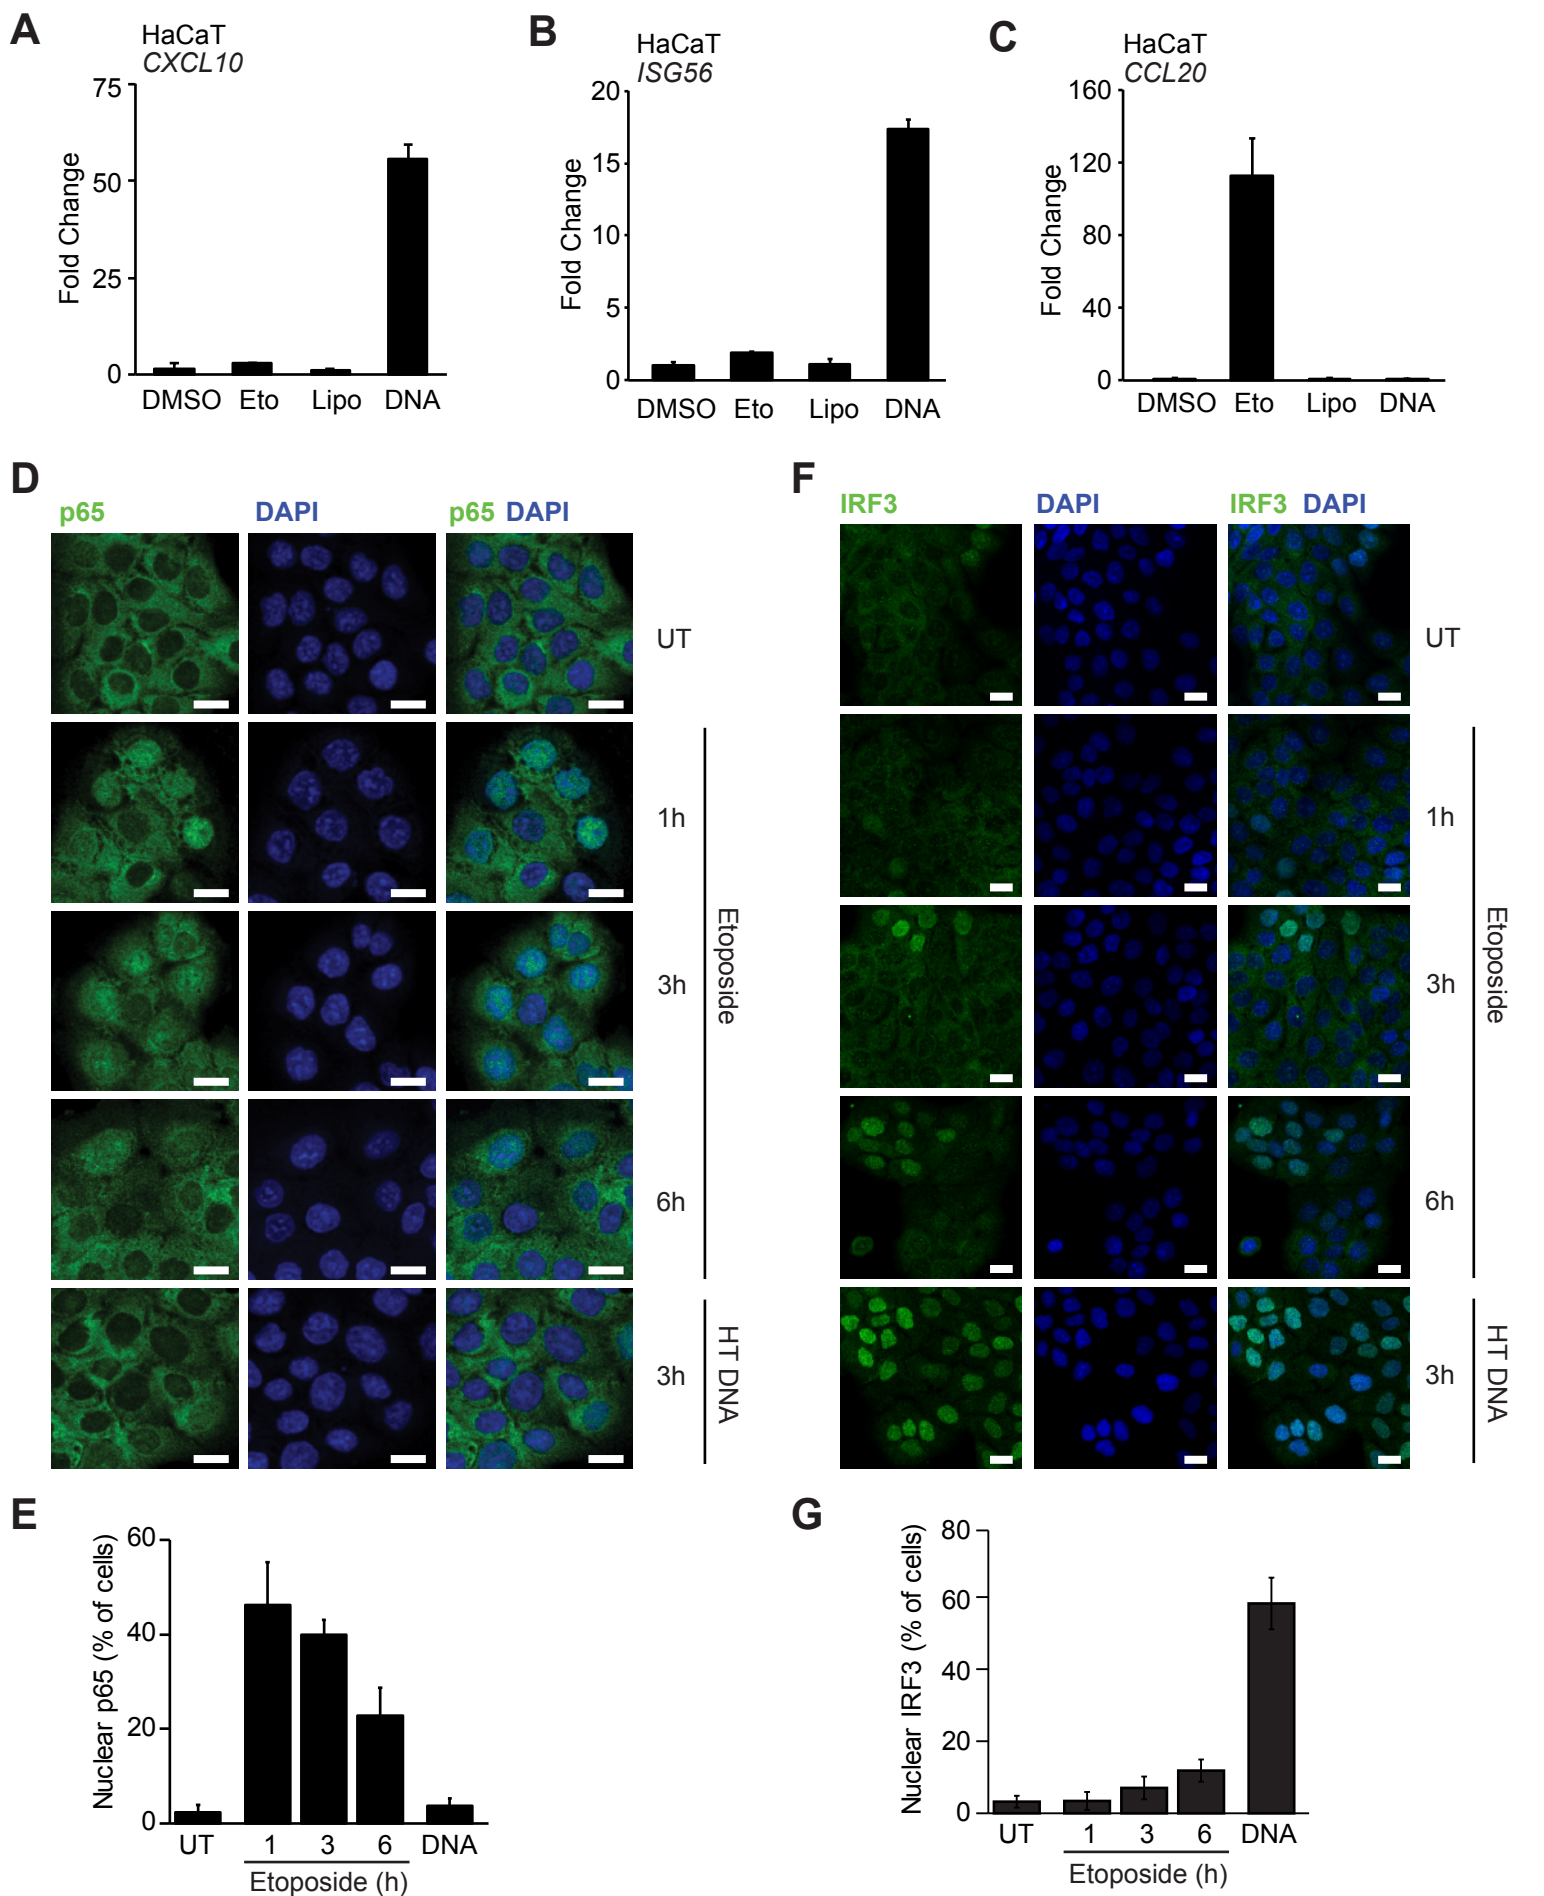 A
HaCaT
CXCL10
Fold Change
75
50
25
0
DMSO Eto Lipo DNA
B
HaCaT
ISG56
Fold Change
20
15
10
5
0
DMSO Eto Lipo DNA
C
HaCaT
CCL20
Fold Change
160
120
80
40
0
DMSO Eto Lipo DNA
D
p65 DAPI p65 DAPI
UT
1h
3h
6h
Etoposide
3h
HT DNA
F
IRF3 DAPI IRF3 DAPI
UT
1h
3h
6h
Etoposide
3h
HT DNA
E
Nuclear p65 (% of cells)
60
40
20
0
UT 1 3 6 DNA
Etoposide (h)
G
Nuclear IRF3 (% of cells)
80
60
40
20
0
UT 1 3 6 DNA
Etoposide (h)